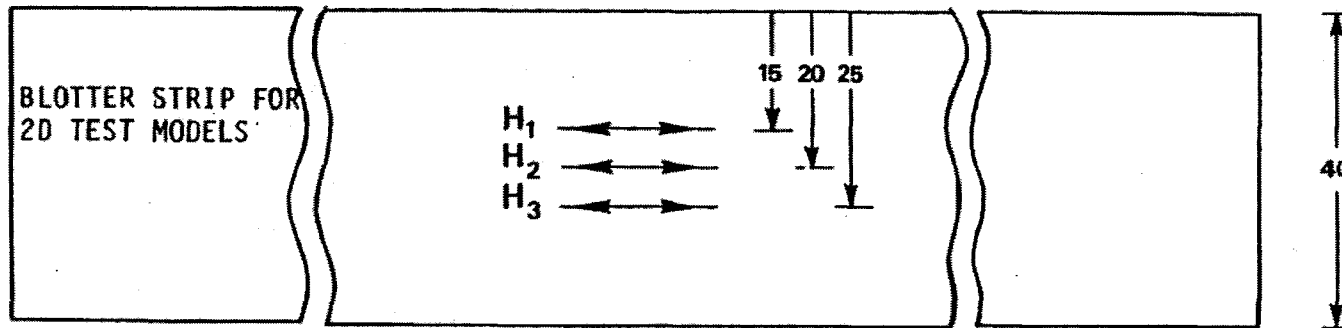 BLOTTER STRIP FOR
2D TEST MODELS
15 20 25
H₁
H₂
H₃